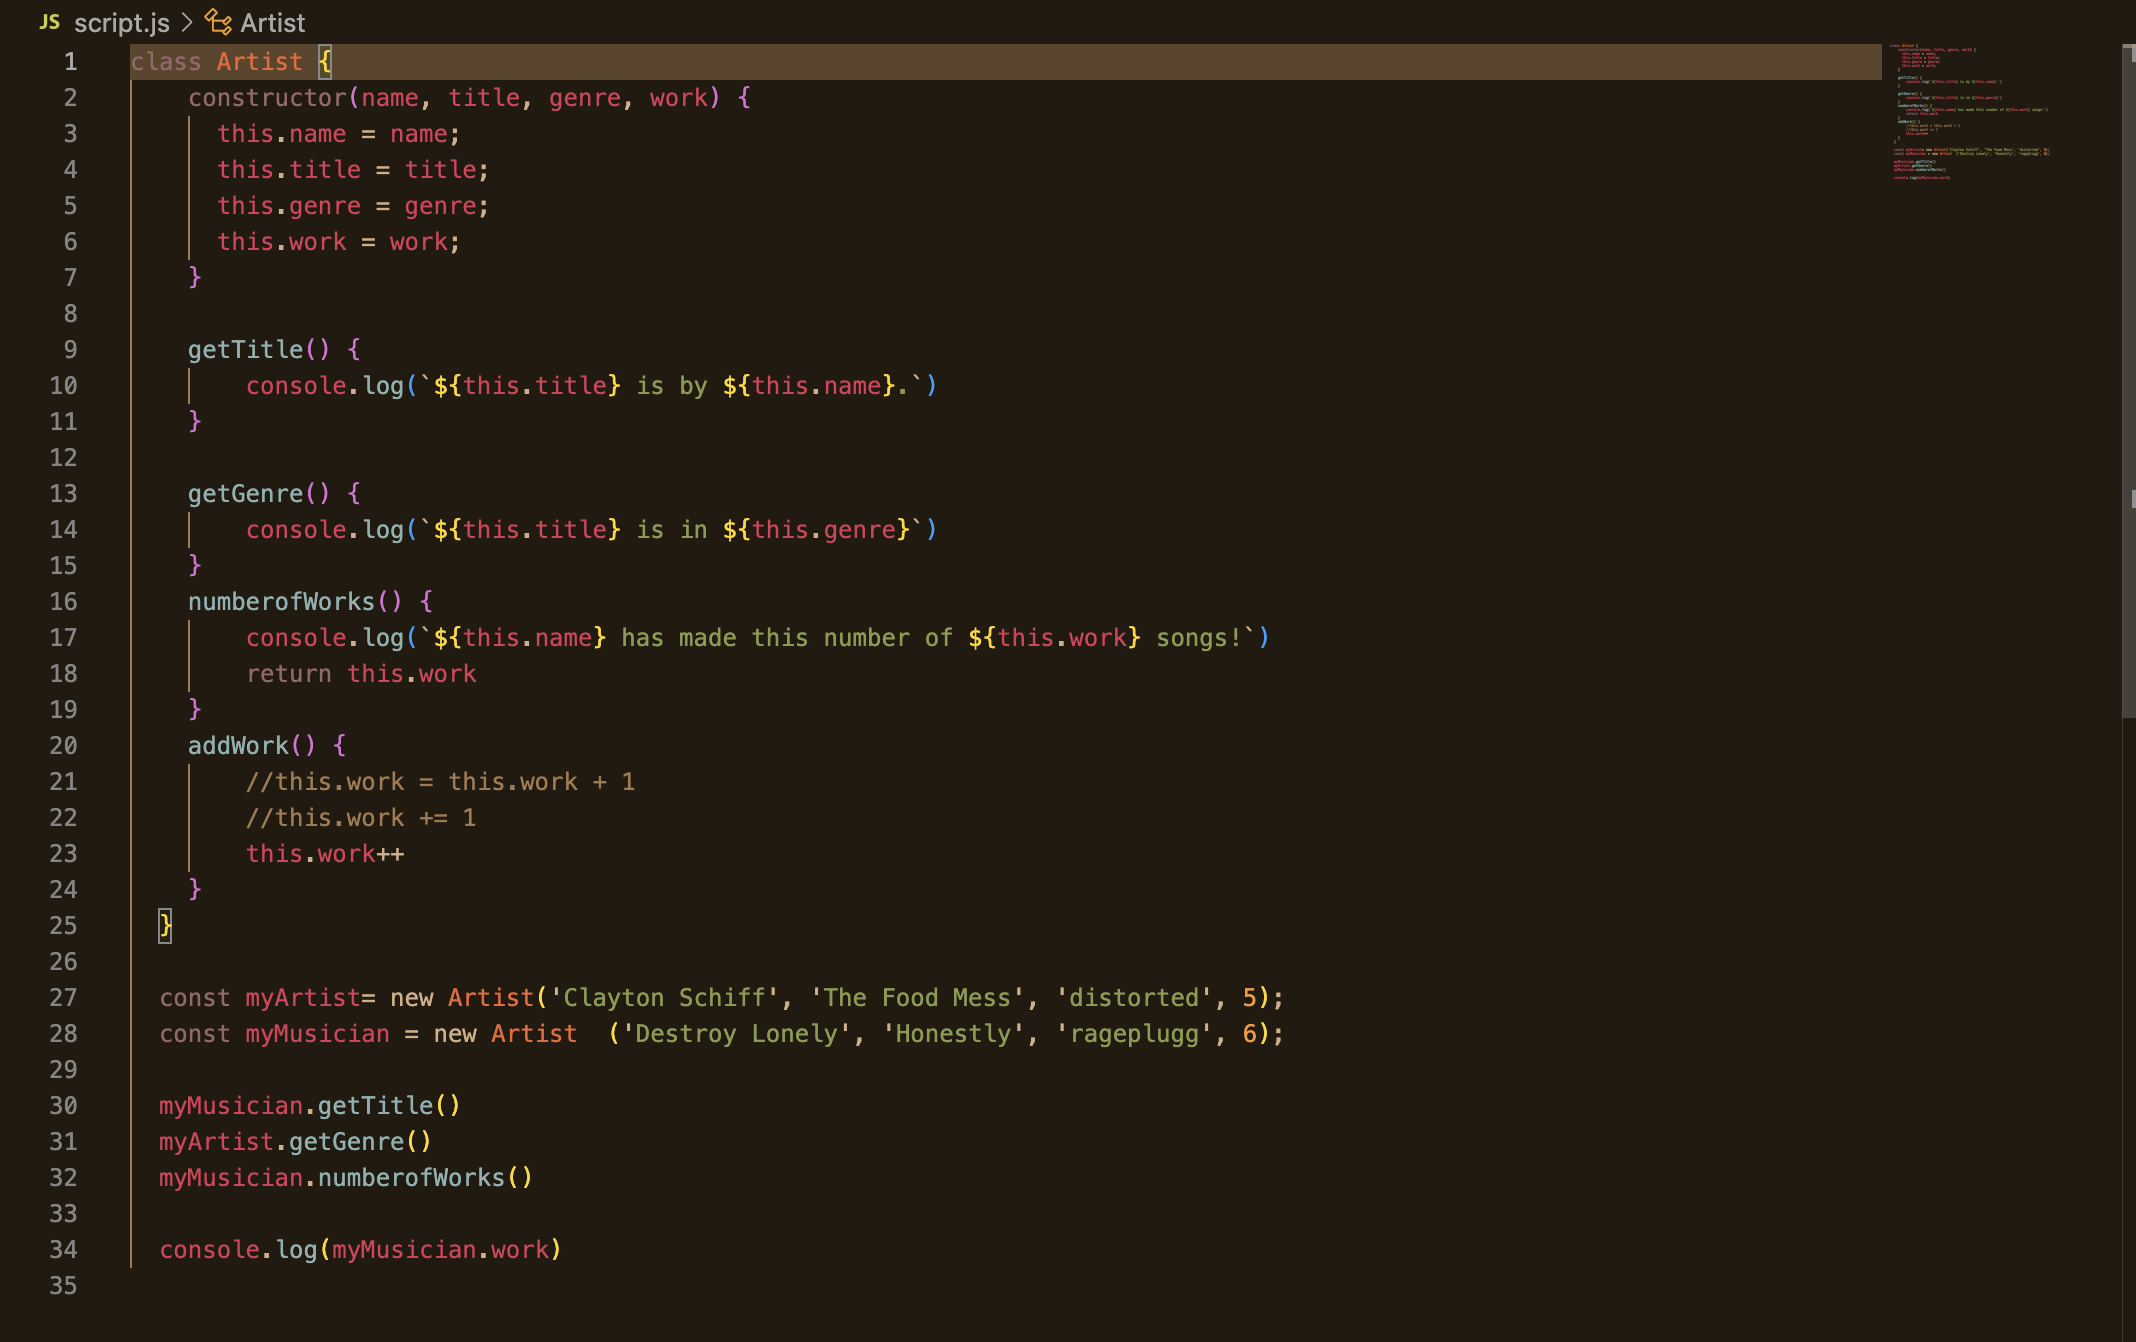 JS script.js > Artist
1 class Artist {
2     constructor(name, title, genre, work) {
3       this.name = name;
4       this.title = title;
5       this.genre = genre;
6       this.work = work;
7     }
8
9     getTitle() {
10         console.log(`${this.title} is by ${this.name}.`)
11     }
12
13     getGenre() {
14         console.log(`${this.title} is in ${this.genre}`)
15     }
16     numberofWorks() {
17         console.log(`${this.name} has made this number of ${this.work} songs!`)
18         return this.work
19     }
20     addWork() {
21         //this.work = this.work + 1
22         //this.work += 1
23         this.work++
24     }
25   }
26
27   const myArtist= new Artist('Clayton Schiff', 'The Food Mess', 'distorted', 5);
28   const myMusician = new Artist  ('Destroy Lonely', 'Honestly', 'rageplugg', 6);
29
30   myMusician.getTitle()
31   myArtist.getGenre()
32   myMusician.numberofWorks()
33
34   console.log(myMusician.work)
35